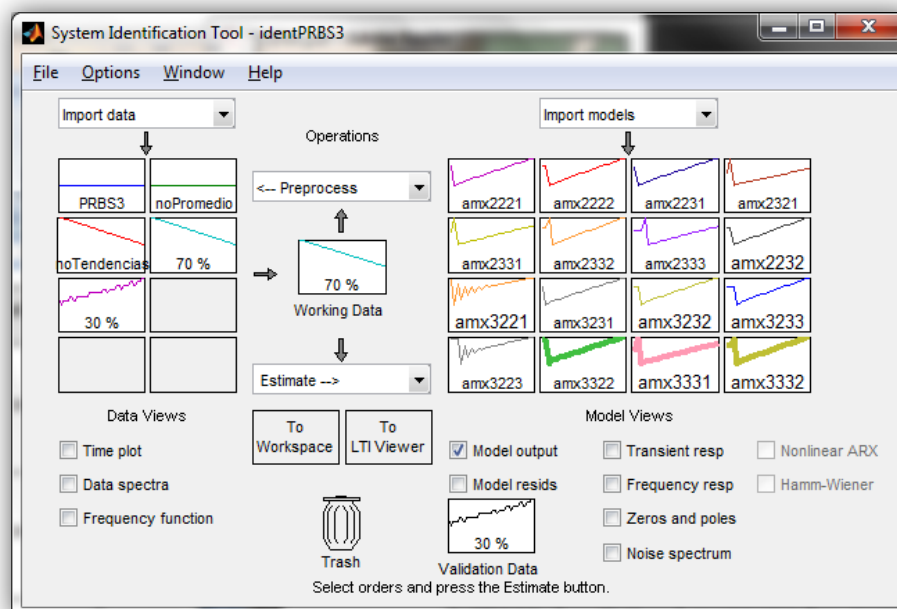 System Identification Tool - identPRBS3
File Options Window Help
Import data
Operations
Import models
PRBS3 noPromedio
<-- Preprocess
amx2221 amx2222 amx2231 amx2321
noTendencias 70 %
70 %
Working Data
amx2331 amx2332 amx2333 amx2232
30 %
amx3221 amx3231 amx3232 amx3233
Estimate -->
amx3223 amx3322 amx3331 amx3332
Data Views
To Workspace
To LTI Viewer
Model Views
Time plot
Data spectra
Frequency function
Trash
Model output
Model resids
30 %
Validation Data
Transient resp
Frequency resp
Zeros and poles
Noise spectrum
Nonlinear ARX
Hamm-Wiener
Select orders and press the Estimate button.